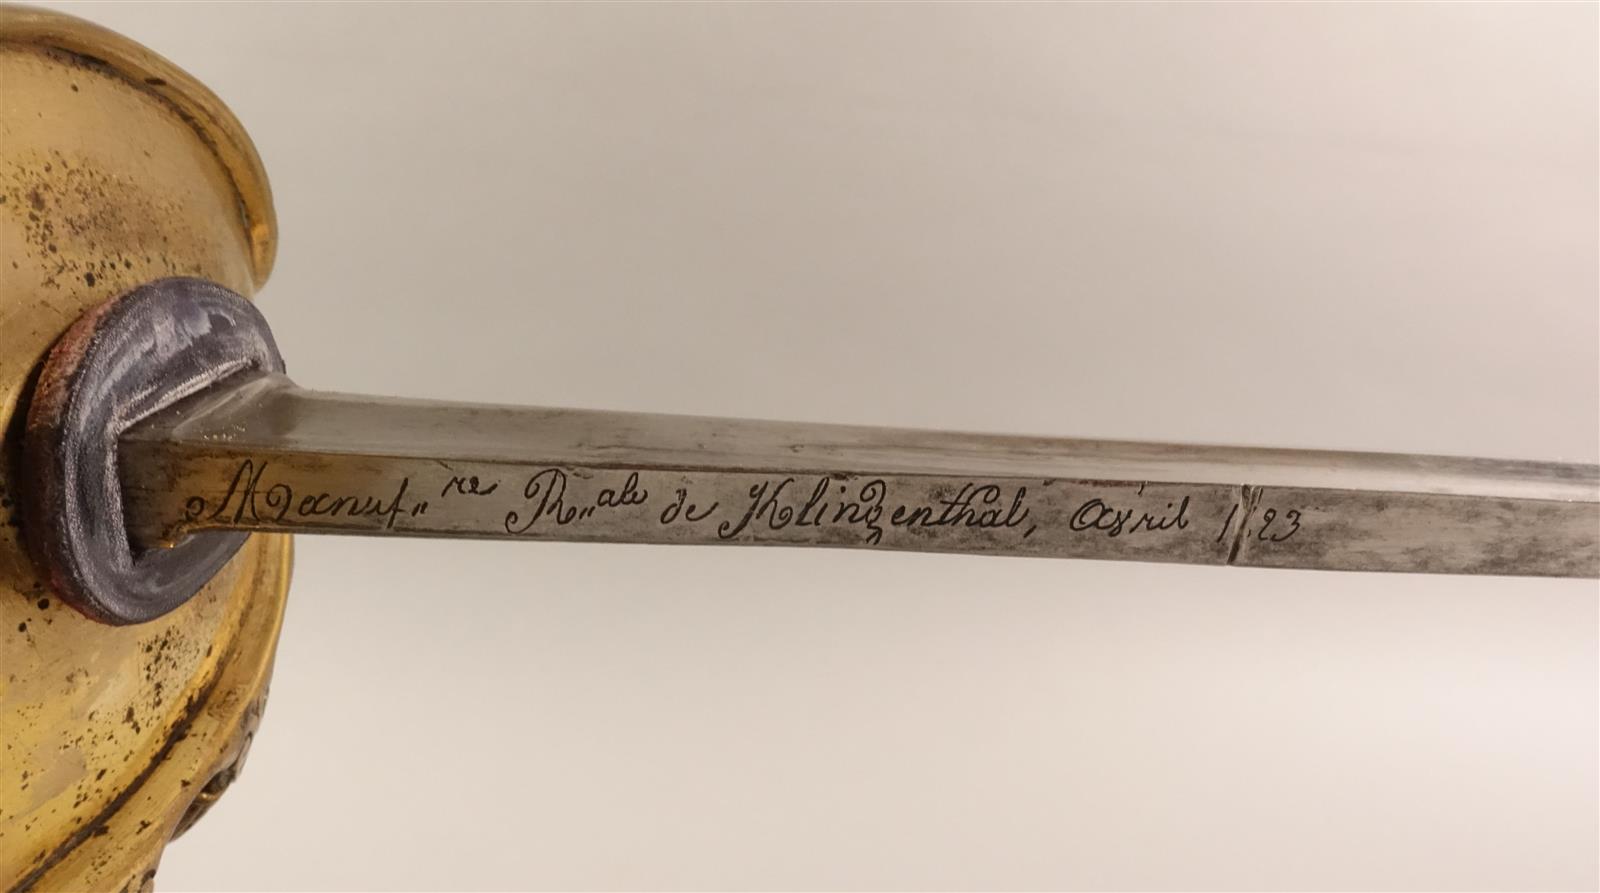 Manuf„re R„ale de Klingenthal, Avril 1823